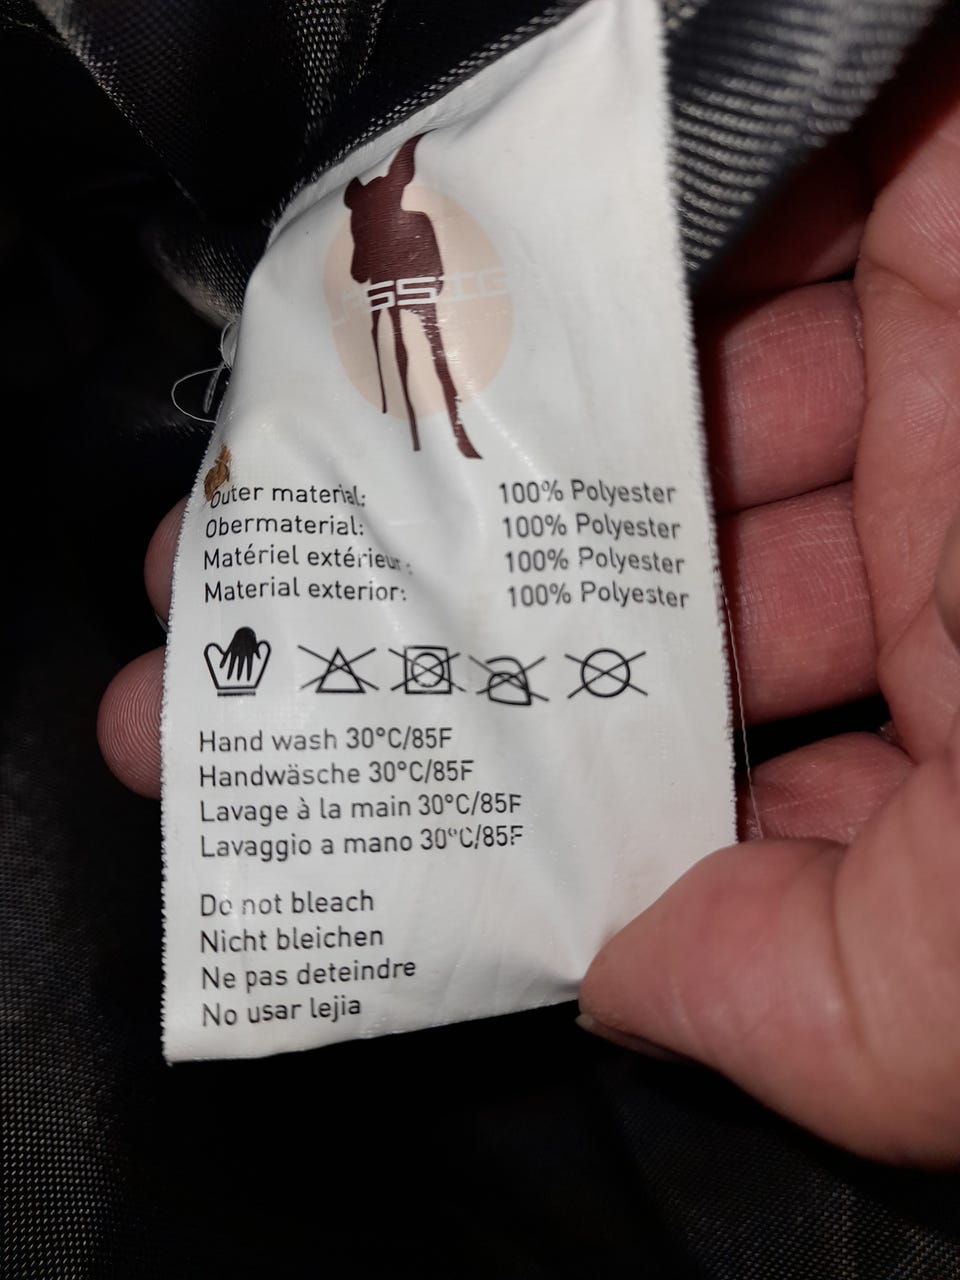 Outer material: 100% Polyester
Obermaterial: 100% Polyester
Matériel extérieur: 100% Polyester
Material exterior: 100% Polyester
Hand wash 30°C/85F
Handwäsche 30°C/85F
Lavage à la main 30°C/85F
Lavaggio a mano 30°C/85F
Do not bleach
Nicht bleichen
Ne pas deteindre
No usar lejia